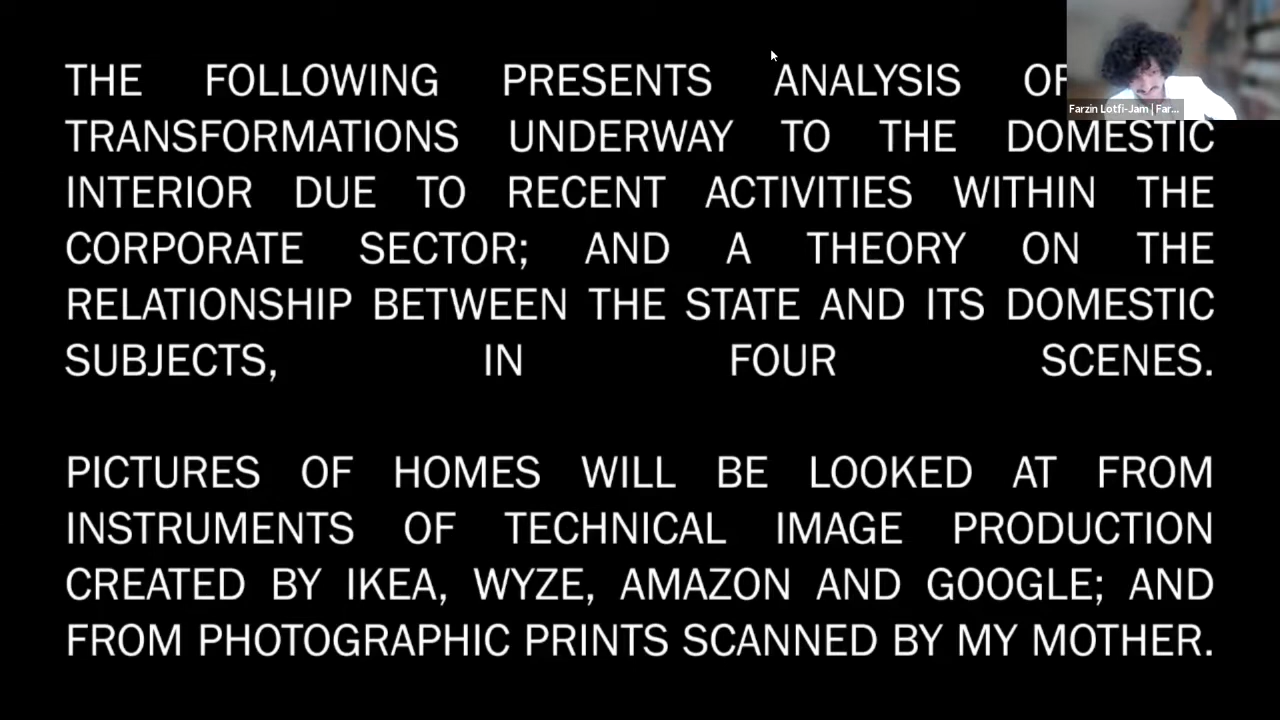 THE FOLLOWING PRESENTS ANALYSIS OF
TRANSFORMATIONS UNDERWAY TO THE DOMESTIC
INTERIOR DUE TO RECENT ACTIVITIES WITHIN THE
CORPORATE SECTOR; AND A THEORY ON THE
RELATIONSHIP BETWEEN THE STATE AND ITS DOMESTIC
SUBJECTS, IN FOUR SCENES.
PICTURES OF HOMES WILL BE LOOKED AT FROM
INSTRUMENTS OF TECHNICAL IMAGE PRODUCTION
CREATED BY IKEA, WYZE, AMAZON AND GOOGLE; AND
FROM PHOTOGRAPHIC PRINTS SCANNED BY MY MOTHER.
Farzin Lotfi-Jam | Far...